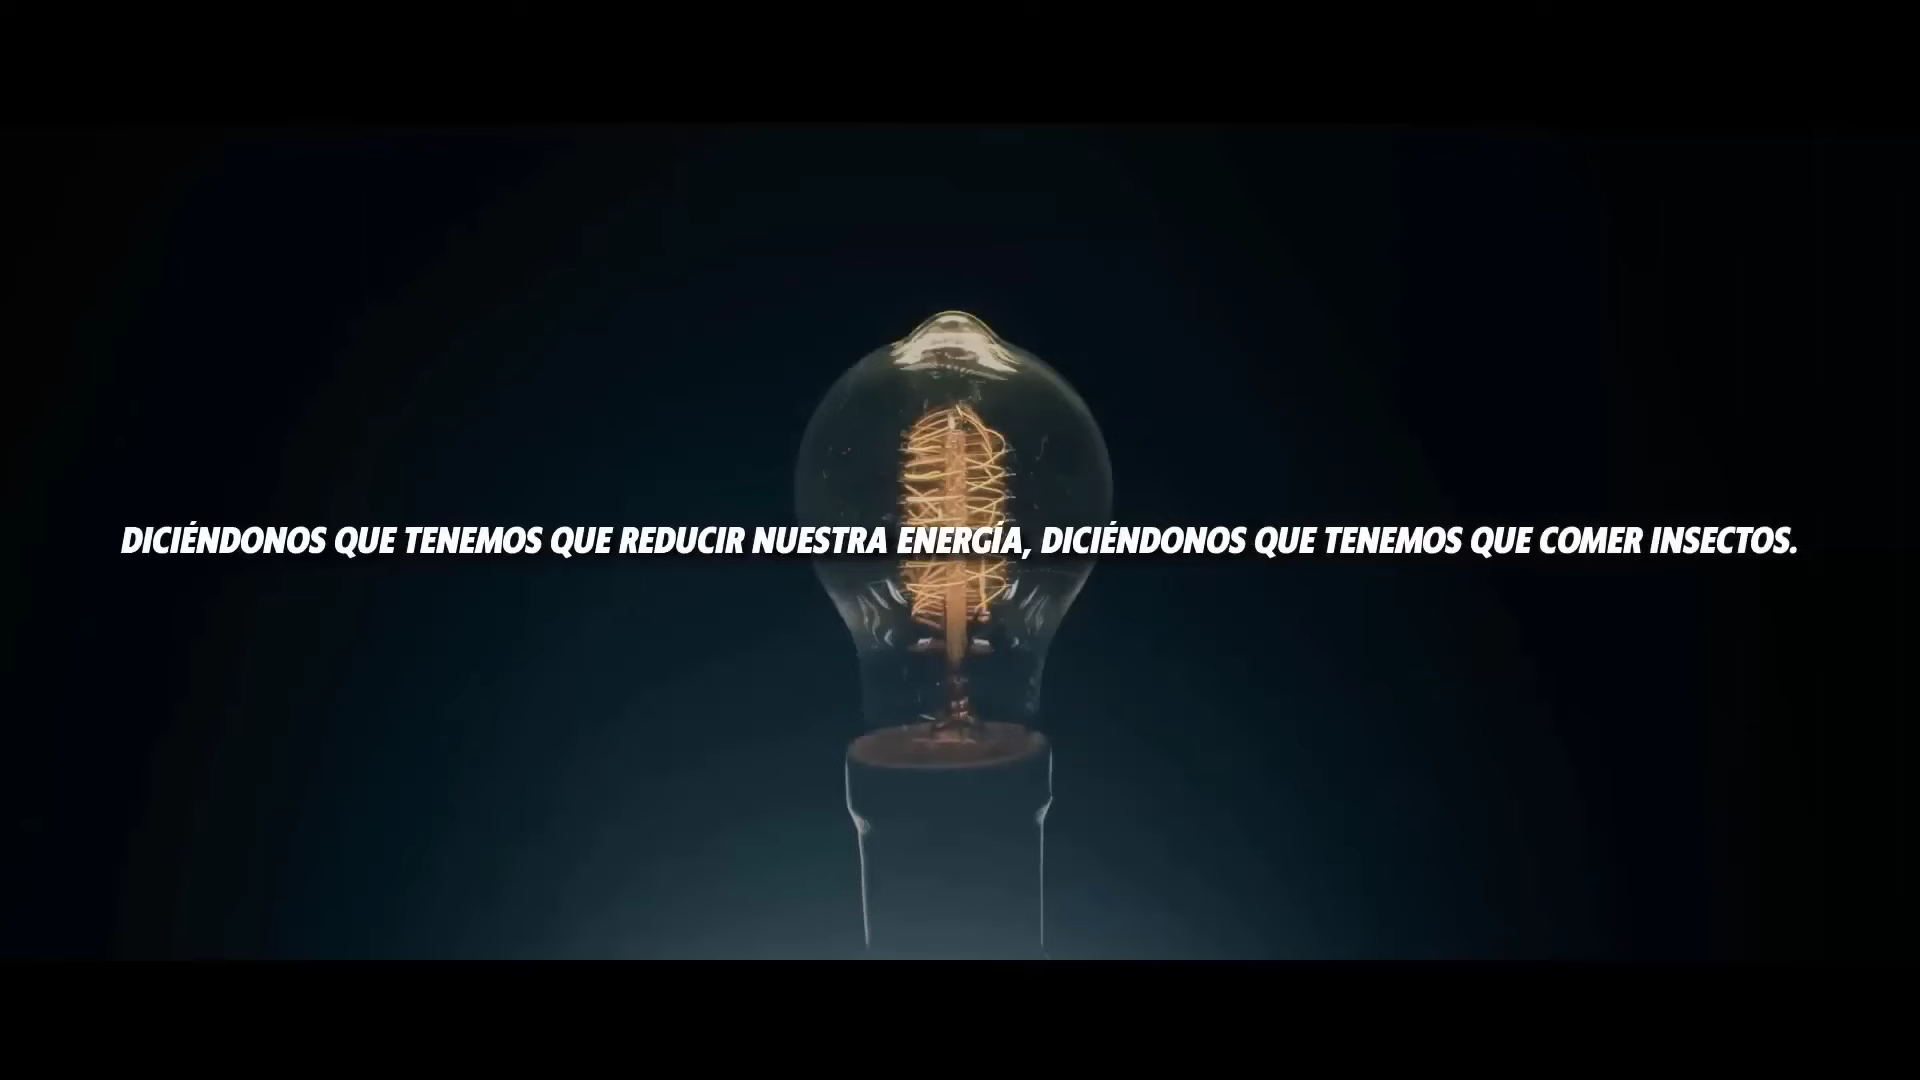 DICIÉNDONOS QUE TENEMOS QUE REDUCIR NUESTRA ENERGÍA, DICIÉNDONOS QUE TENEMOS QUE COMER INSECTOS.